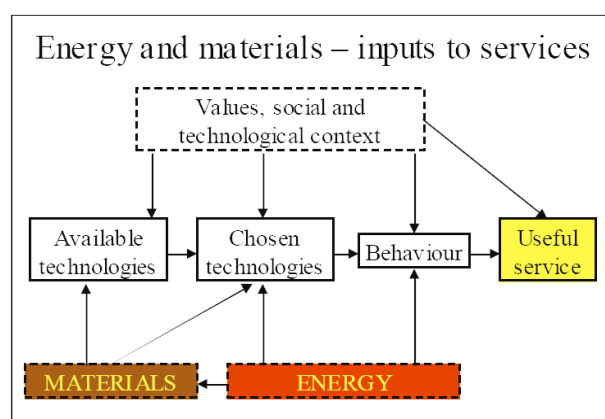 Energy and materials – inputs to services
Values, social and
technological context
Available
technologies
Chosen
technologies
Behaviour
Useful
service
MATERIALS
ENERGY